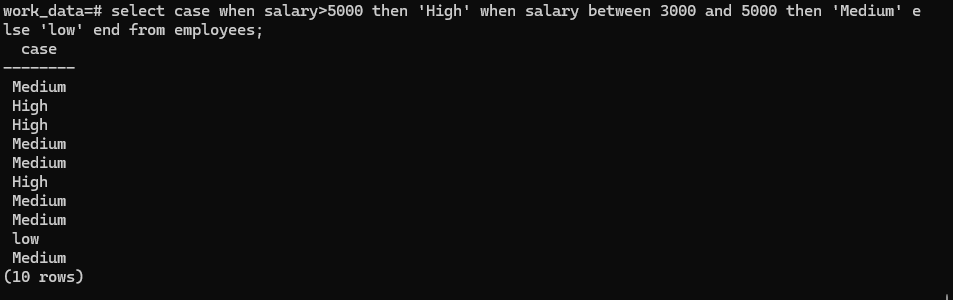 work_data=# select case when salary>5000 then 'High' when salary between 3000 and 5000 then 'Medium' e
lse 'low' end from employees;
  case
--------
 Medium
 High
 High
 Medium
 Medium
 High
 Medium
 Medium
 low
 Medium
(10 rows)